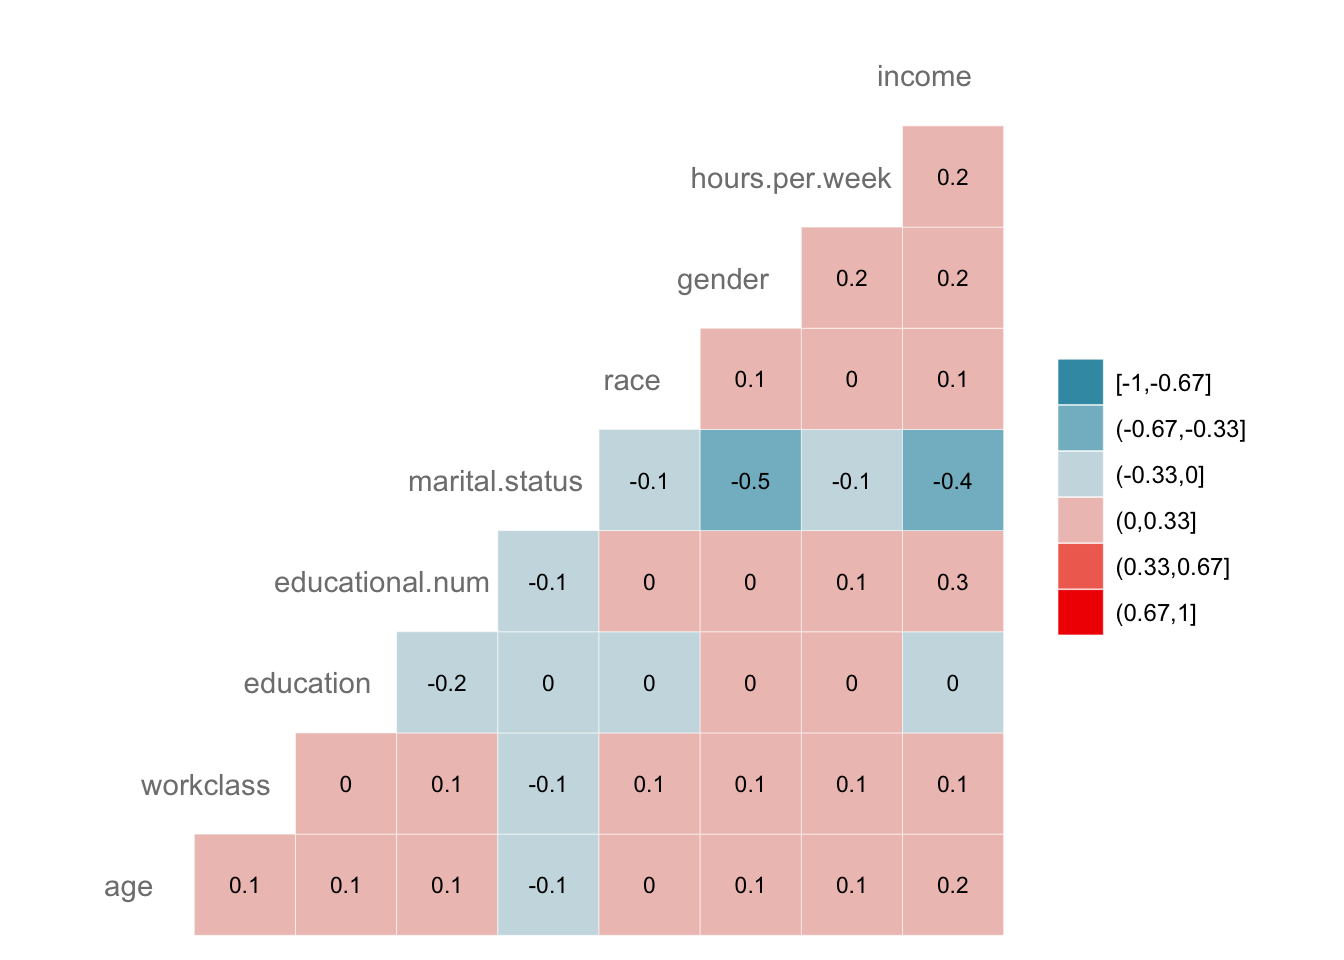 income
hours.per.week 0.2
gender 0.2 0.2
race 0.1 0 0.1
marital.status -0.1 -0.5 -0.1 -0.4
educational.num -0.1 0 0 0.1 0.3
education -0.2 0 0 0 0 0
workclass 0 0.1 -0.1 0.1 0.1 0.1 0.1
age 0.1 0.1 0.1 -0.1 0 0.1 0.1 0.2
[-1,-0.67]
(-0.67,-0.33]
(-0.33,0]
(0,0.33]
(0.33,0.67]
(0.67,1]